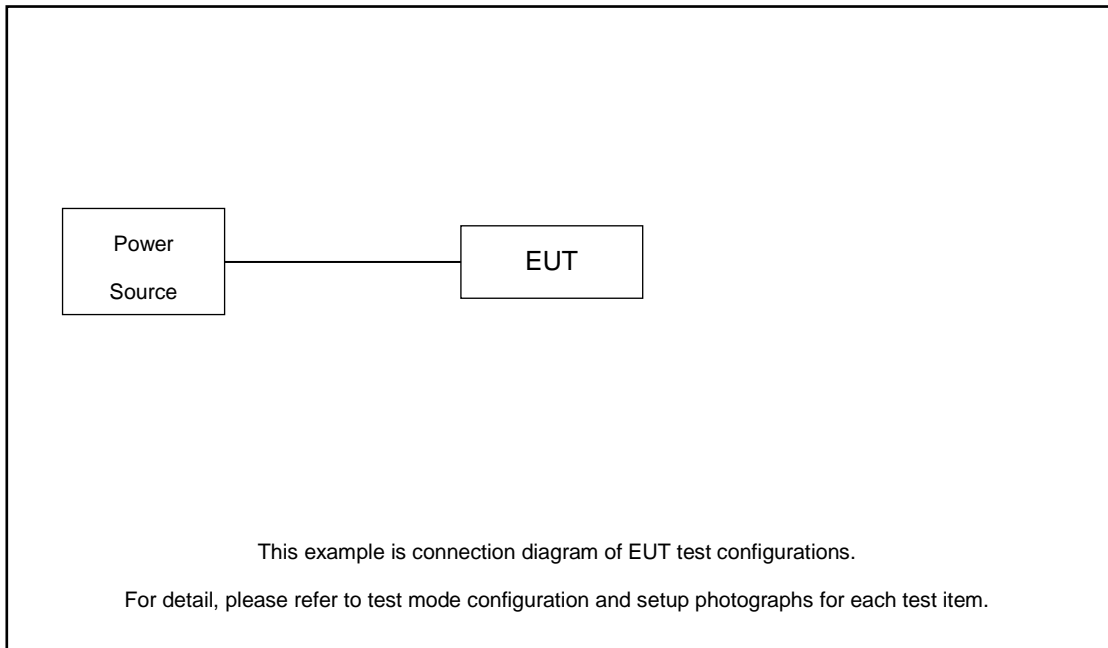 Power
Source
EUT
This example is connection diagram of EUT test configurations.
For detail, please refer to test mode configuration and setup photographs for each test item.